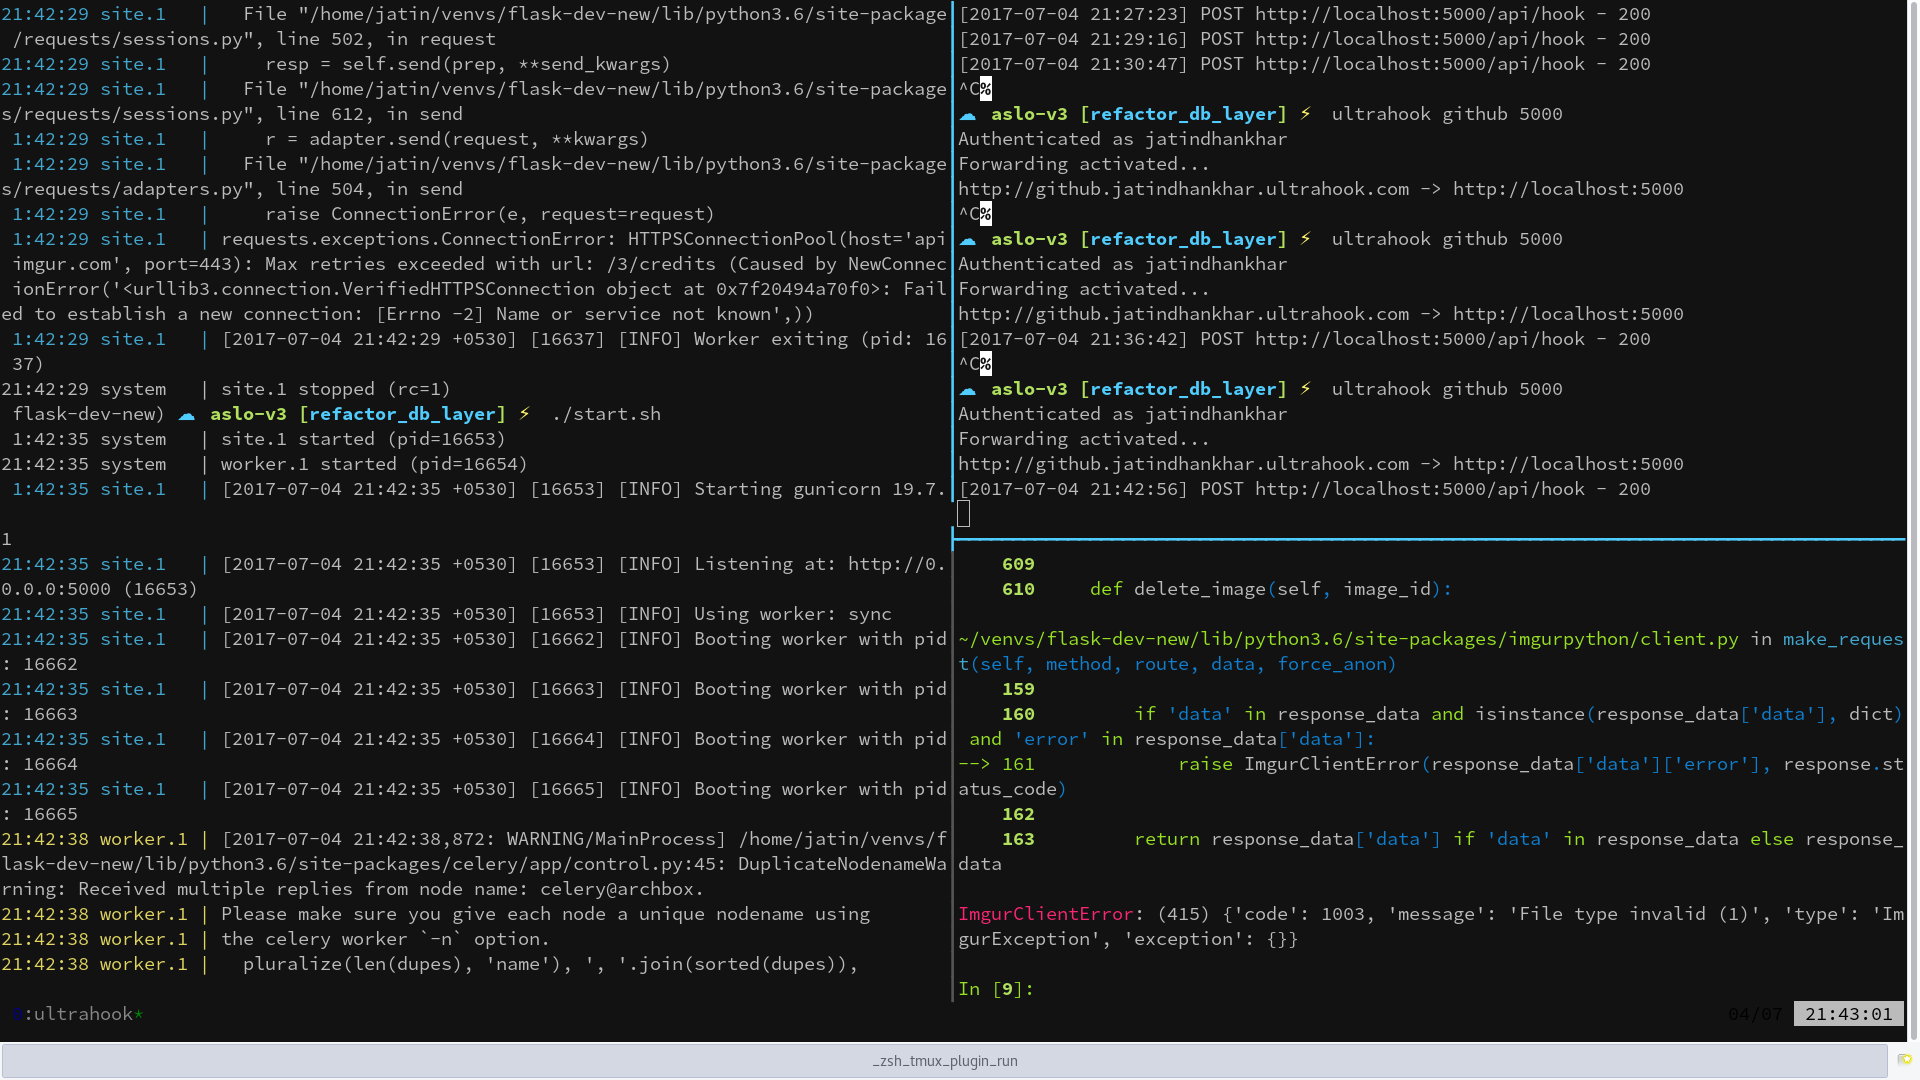 21:42:29 site.1   |   File "/home/jatin/venvs/flask-dev-new/lib/python3.6/site-package
 /requests/sessions.py", line 502, in request
21:42:29 site.1   |     resp = self.send(prep, **send_kwargs)
21:42:29 site.1   |   File "/home/jatin/venvs/flask-dev-new/lib/python3.6/site-package
s/requests/sessions.py", line 612, in send
 1:42:29 site.1   |     r = adapter.send(request, **kwargs)
 1:42:29 site.1   |   File "/home/jatin/venvs/flask-dev-new/lib/python3.6/site-package
s/requests/adapters.py", line 504, in send
 1:42:29 site.1   |     raise ConnectionError(e, request=request)
 1:42:29 site.1   | requests.exceptions.ConnectionError: HTTPSConnectionPool(host='api
 imgur.com', port=443): Max retries exceeded with url: /3/credits (Caused by NewConnec
 ionError('<urllib3.connection.VerifiedHTTPSConnection object at 0x7f20494a70f0>: Fail
ed to establish a new connection: [Errno -2] Name or service not known',))
 1:42:29 site.1   | [2017-07-04 21:42:29 +0530] [16637] [INFO] Worker exiting (pid: 16
 37)
21:42:29 system   | site.1 stopped (rc=1)
 flask-dev-new) ☁  aslo-v3 [refactor_db_layer] ⚡  ./start.sh
 1:42:35 system   | site.1 started (pid=16653)
21:42:35 system   | worker.1 started (pid=16654)
 1:42:35 site.1   | [2017-07-04 21:42:35 +0530] [16653] [INFO] Starting gunicorn 19.7.
1
21:42:35 site.1   | [2017-07-04 21:42:35 +0530] [16653] [INFO] Listening at: http://0.
0.0.0:5000 (16653)
21:42:35 site.1   | [2017-07-04 21:42:35 +0530] [16653] [INFO] Using worker: sync
21:42:35 site.1   | [2017-07-04 21:42:35 +0530] [16662] [INFO] Booting worker with pid
: 16662
21:42:35 site.1   | [2017-07-04 21:42:35 +0530] [16663] [INFO] Booting worker with pid
: 16663
21:42:35 site.1   | [2017-07-04 21:42:35 +0530] [16664] [INFO] Booting worker with pid
: 16664
21:42:35 site.1   | [2017-07-04 21:42:35 +0530] [16665] [INFO] Booting worker with pid
: 16665
21:42:38 worker.1 | [2017-07-04 21:42:38,872: WARNING/MainProcess] /home/jatin/venvs/f
lask-dev-new/lib/python3.6/site-packages/celery/app/control.py:45: DuplicateNodenameWa
rning: Received multiple replies from node name: celery@archbox.
21:42:38 worker.1 | Please make sure you give each node a unique nodename using
21:42:38 worker.1 | the celery worker `-n` option.
21:42:38 worker.1 |   pluralize(len(dupes), 'name'), ', '.join(sorted(dupes)),
[2017-07-04 21:27:23] POST http://localhost:5000/api/hook - 200
[2017-07-04 21:29:16] POST http://localhost:5000/api/hook - 200
[2017-07-04 21:30:47] POST http://localhost:5000/api/hook - 200
^C%
☁  aslo-v3 [refactor_db_layer] ⚡  ultrahook github 5000
Authenticated as jatindhankhar
Forwarding activated...
http://github.jatindhankhar.ultrahook.com -> http://localhost:5000
^C%
☁  aslo-v3 [refactor_db_layer] ⚡  ultrahook github 5000
Authenticated as jatindhankhar
Forwarding activated...
http://github.jatindhankhar.ultrahook.com -> http://localhost:5000
[2017-07-04 21:36:42] POST http://localhost:5000/api/hook - 200
^C%
☁  aslo-v3 [refactor_db_layer] ⚡  ultrahook github 5000
Authenticated as jatindhankhar
Forwarding activated...
http://github.jatindhankhar.ultrahook.com -> http://localhost:5000
[2017-07-04 21:42:56] POST http://localhost:5000/api/hook - 200
    609
    610     def delete_image(self, image_id):
~/venvs/flask-dev-new/lib/python3.6/site-packages/imgurpython/client.py in make_reques
t(self, method, route, data, force_anon)
    159
    160         if 'data' in response_data and isinstance(response_data['data'], dict)
 and 'error' in response_data['data']:
--> 161             raise ImgurClientError(response_data['data']['error'], response.st
atus_code)
    162
    163         return response_data['data'] if 'data' in response_data else response_
data
ImgurClientError: (415) {'code': 1003, 'message': 'File type invalid (1)', 'type': 'Im
gurException', 'exception': {}}
In [9]:
0:ultrahook*
04/07 21:43:01
_zsh_tmux_plugin_run